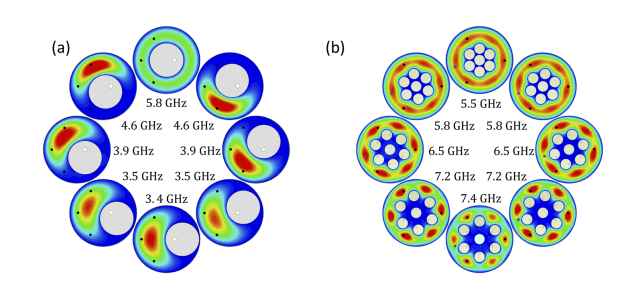 (a)
(b)
5.8 GHz
4.6 GHz 4.6 GHz
3.9 GHz 3.9 GHz
3.5 GHz 3.5 GHz
3. 4 GHz
5.5 GHz
5.8 GHz 5.8 GHz
6.5 GHz 6.5 GHz
7.2 GHz 7.2 GHz
7.4 GHz